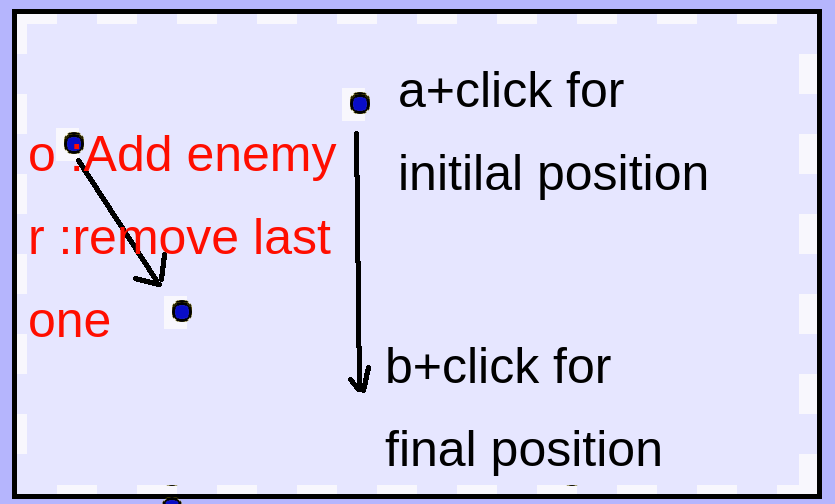 a+click for
initilal position
o :Add enemy
r :remove last
one
b+click for
final position